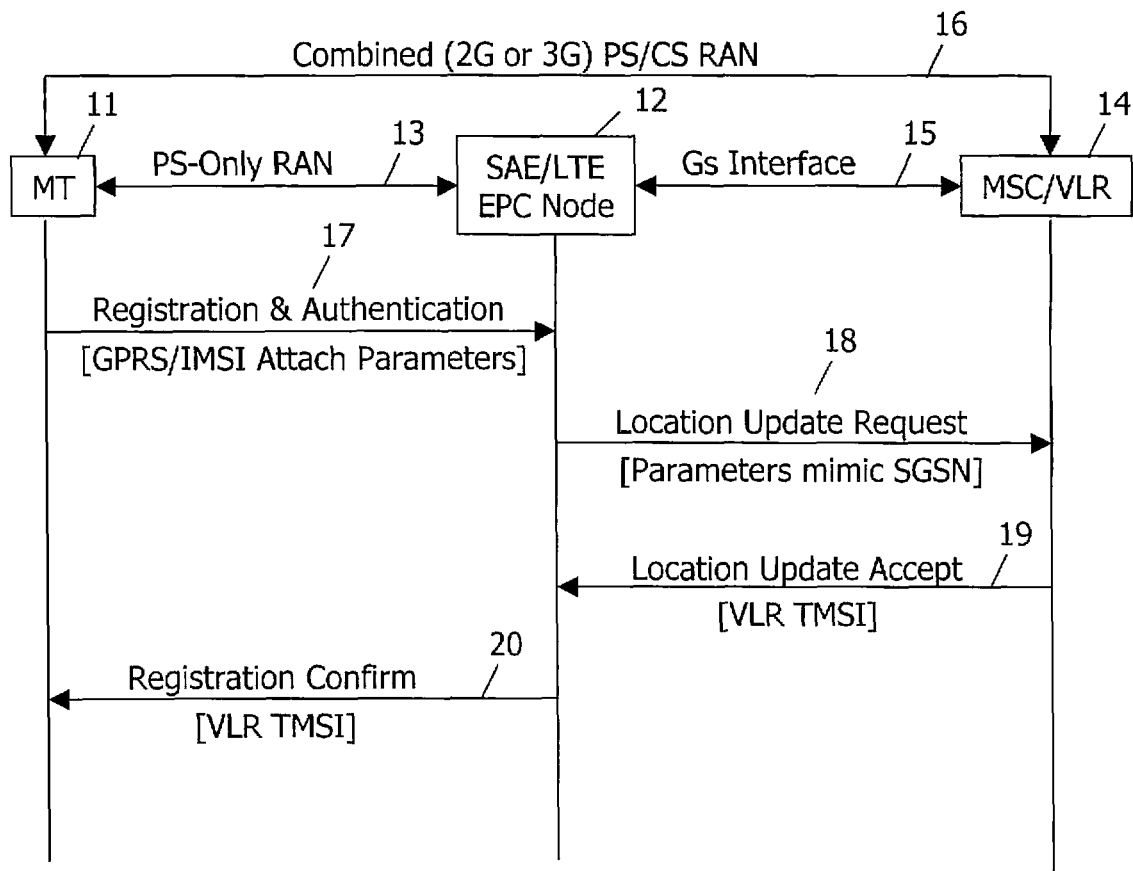 16
Combined (2G or 3G) PS/CS RAN
11
12
14
13
15
PS-Only RAN
Gs Interface
MT
SAE/LTE
EPC Node
MSC/VLR
17
Registration & Authentication
[GPRS/IMSI Attach Parameters]
18
Location Update Request
[Parameters mimic SGSN]
19
Location Update Accept
[VLR TMSI]
20
Registration Confirm
[VLR TMSI]